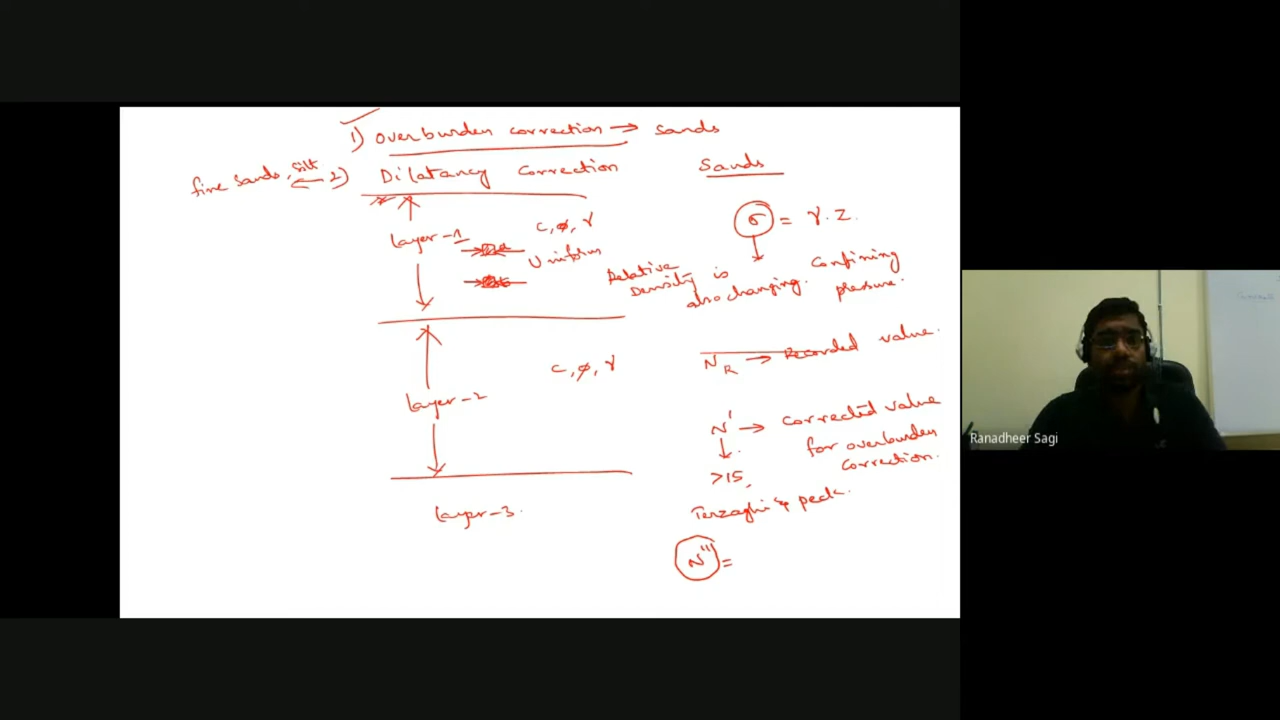 1) Overburden correction → sands
fine sands, silt ← 2) Dilatancy correction
Sands
σ = γ. Z.
Layer-1
C, φ, γ
Uniform
Relative Density is also changing.
Confining pressure.
NR → Recorded value.
Layer-2
C, φ, γ
N' → corrected value
for overburden
correction.
>15,
Terzaghi & peck.
Layer-3.
N''' =
Ranadheer Sagi